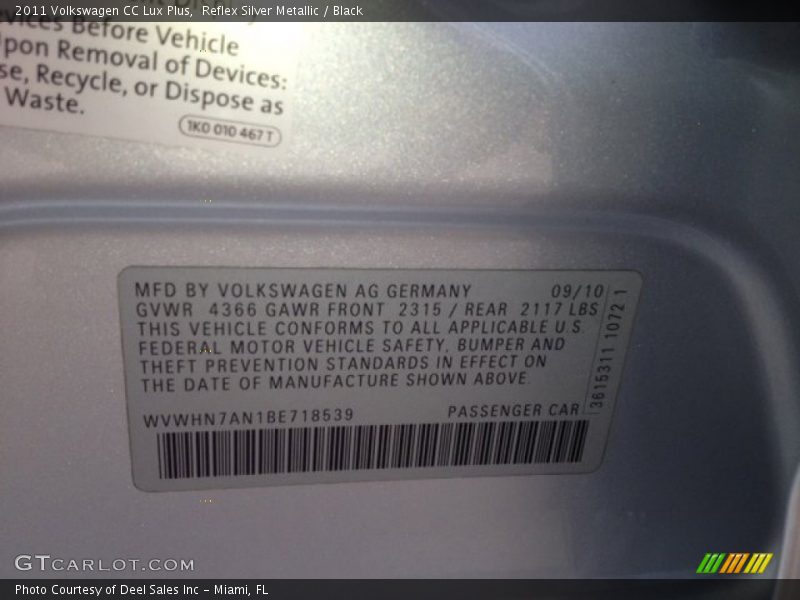 2011 Volkswagen CC Lux Plus, Reflex Silver Metallic / Black
Devices Before Vehicle
Upon Removal of Devices:
Recycle, or Dispose as
Waste.
1K0 010 467 T
MFD BY VOLKSWAGEN AG GERMANY 09/10
GVWR 4366 GAWR FRONT 2315 / REAR 2117 LBS
THIS VEHICLE CONFORMS TO ALL APPLICABLE U.S.
FEDERAL MOTOR VEHICLE SAFETY, BUMPER AND
THEFT PREVENTION STANDARDS IN EFFECT ON
THE DATE OF MANUFACTURE SHOWN ABOVE.
WVWHN7AN1BE718539 PASSENGER CAR
3615311 1072 1
GTCARLOT.COM
Photo Courtesy of Deel Sales Inc – Miami, FL